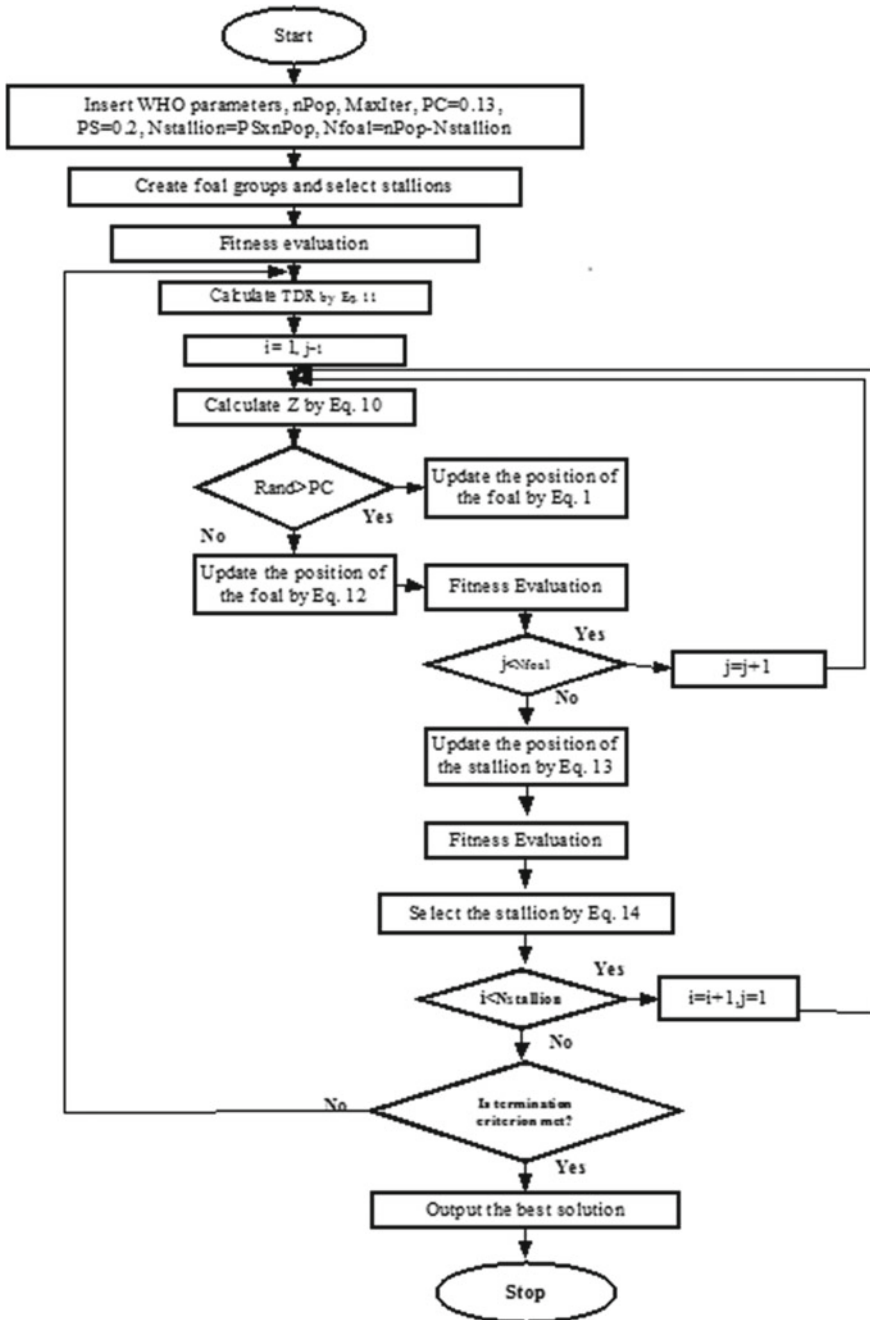 Start
Insert WHO parameters, nPop, MaxIter, PC=0.13,
PS=0.2, Nstallion=PSxnPop, Nfoal=nPop-Nstallion
Create foal groups and select stallions
Fitness evaluation
Calculate TDR by Eq. 11
i= 1, j-1
Calculate Z by Eq. 10
Rand>PC
Yes
Update the position of
the foal by Eq. 1
No
Update the position of
the foal by Eq. 12
Fitness Evaluation
j<Nfoal
Yes
j=j+1
No
Update the position of
the stallion by Eq. 13
Fitness Evaluation
Select the stallion by Eq. 14
i<Nstallion
Yes
i=i+1,j=1
No
Is termination
criterion met?
No
Yes
Output the best solution
Stop